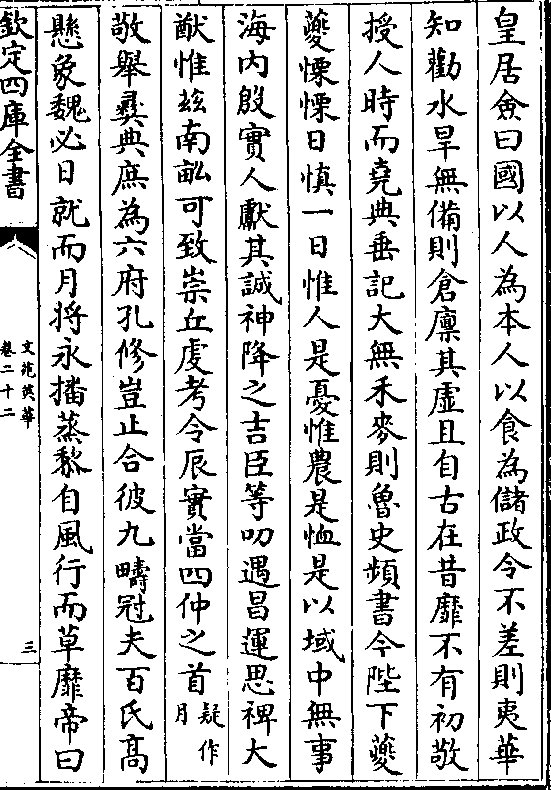 皇居僉曰國以人為本人以食為儲政令不差則夷華
知勸水旱無備則倉廪其虚且自古在昔靡不有初敬
授人時而堯典垂記大無禾麥則魯史頻書今陛下夔
夔慄慄日慎一日惟人是憂惟農是恤是以域中無事
海内殷實人獻其誠神降之吉臣等叨遇昌運思禆大
猷惟兹南畝可致崇丘虔考令辰實當四仲之首疑作月
敬舉彞典庶為六府孔修豈止合彼九疇冠夫百氏髙
懸象魏必日就而月將永播蒸黎自風行而草靡帝曰
欽定四庫全書
文苑英華
卷二十二
三